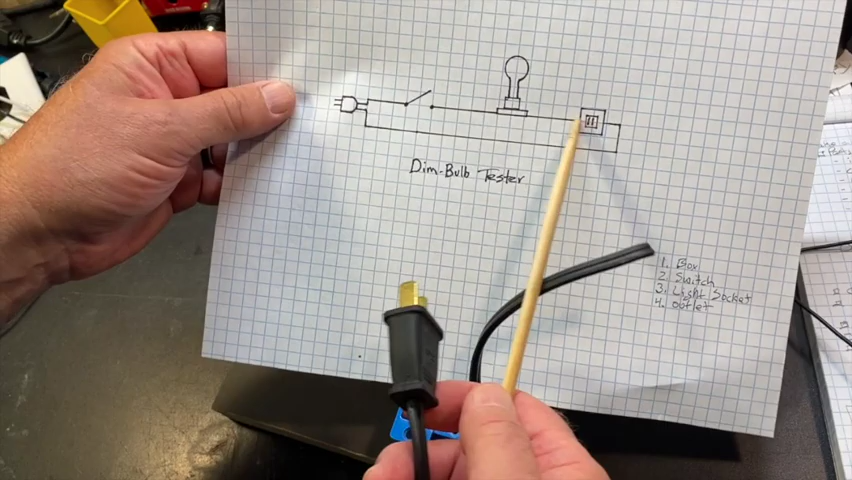 Dim-Bulb Tester
1. Box
2. Switch
3. Light Socket
4. outlet